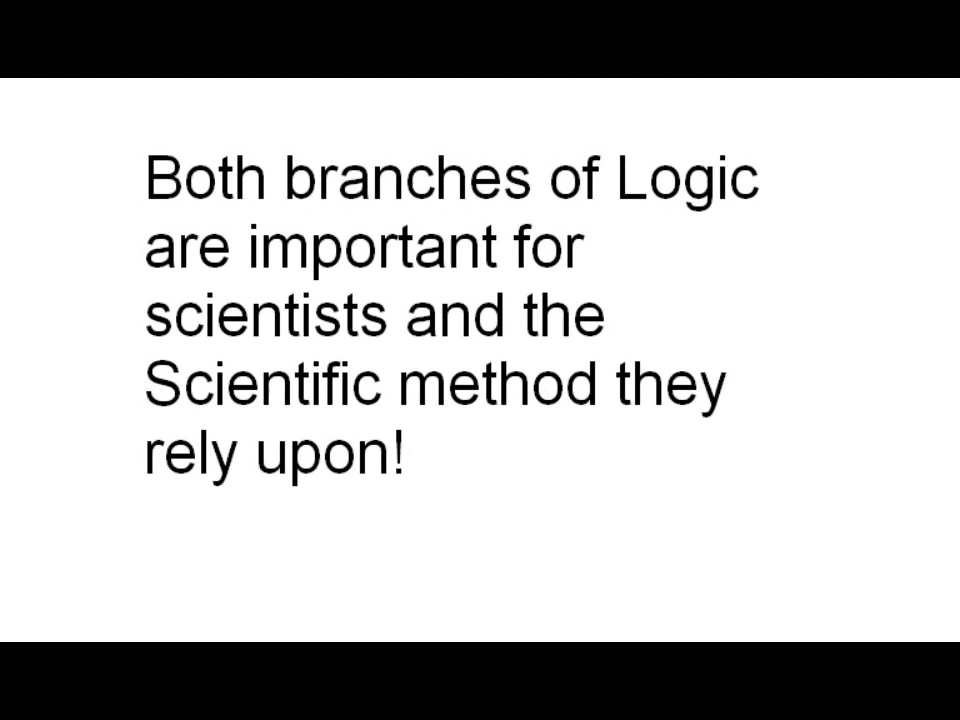 Both branches of Logic
are important for
scientists and the
Scientific method they
rely upon!